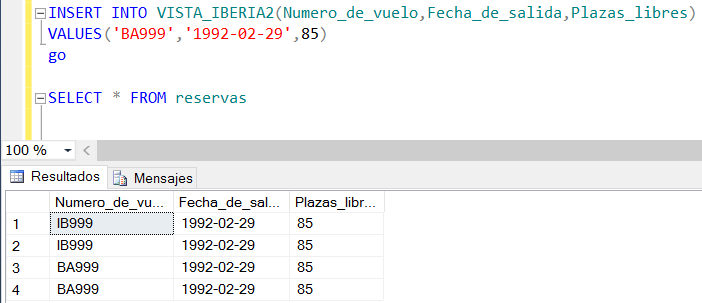 INSERT INTO VISTA_IBERIA2(Numero_de_vuelo,Fecha_de_salida,Plazas_libres)
VALUES('BA999','1992-02-29',85)
go
SELECT * FROM reservas
100 %
Resultados Mensajes
Numero_de_vu... Fecha_de_sal... Plazas_libr...
1 IB999 1992-02-29 85
2 IB999 1992-02-29 85
3 BA999 1992-02-29 85
4 BA999 1992-02-29 85